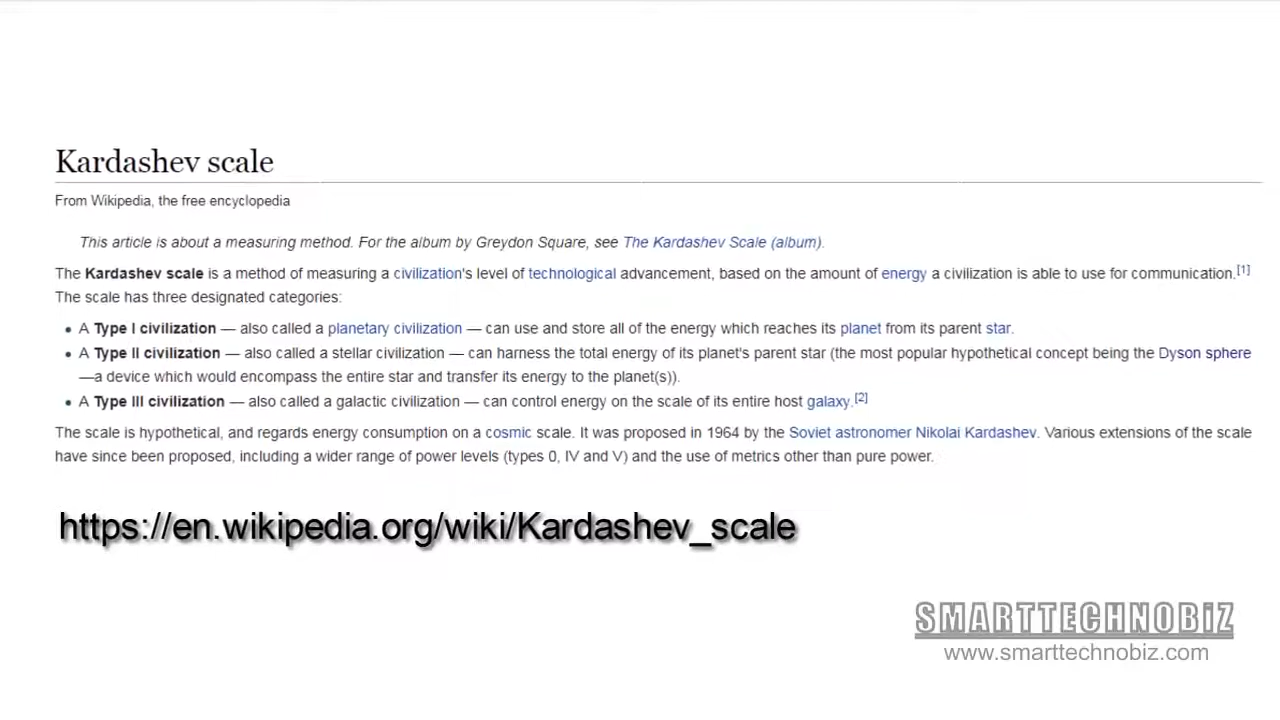 Kardashev scale
From Wikipedia, the free encyclopedia
This article is about a measuring method. For the album by Greydon Square, see The Kardashev Scale (album).
The Kardashev scale is a method of measuring a civilization's level of technological advancement, based on the amount of energy a civilization is able to use for communication.[1]
The scale has three designated categories:
• A Type I civilization — also called a planetary civilization — can use and store all of the energy which reaches its planet from its parent star.
• A Type II civilization — also called a stellar civilization — can harness the total energy of its planet's parent star (the most popular hypothetical concept being the Dyson sphere
—a device which would encompass the entire star and transfer its energy to the planet(s)).
• A Type III civilization — also called a galactic civilization — can control energy on the scale of its entire host galaxy.[2]
The scale is hypothetical, and regards energy consumption on a cosmic scale. It was proposed in 1964 by the Soviet astronomer Nikolai Kardashev. Various extensions of the scale
have since been proposed, including a wider range of power levels (types 0, IV and V) and the use of metrics other than pure power.
https://en.wikipedia.org/wiki/Kardashev_scale
SMARTTECHNOBiZ
www.smarttechnobiz.com